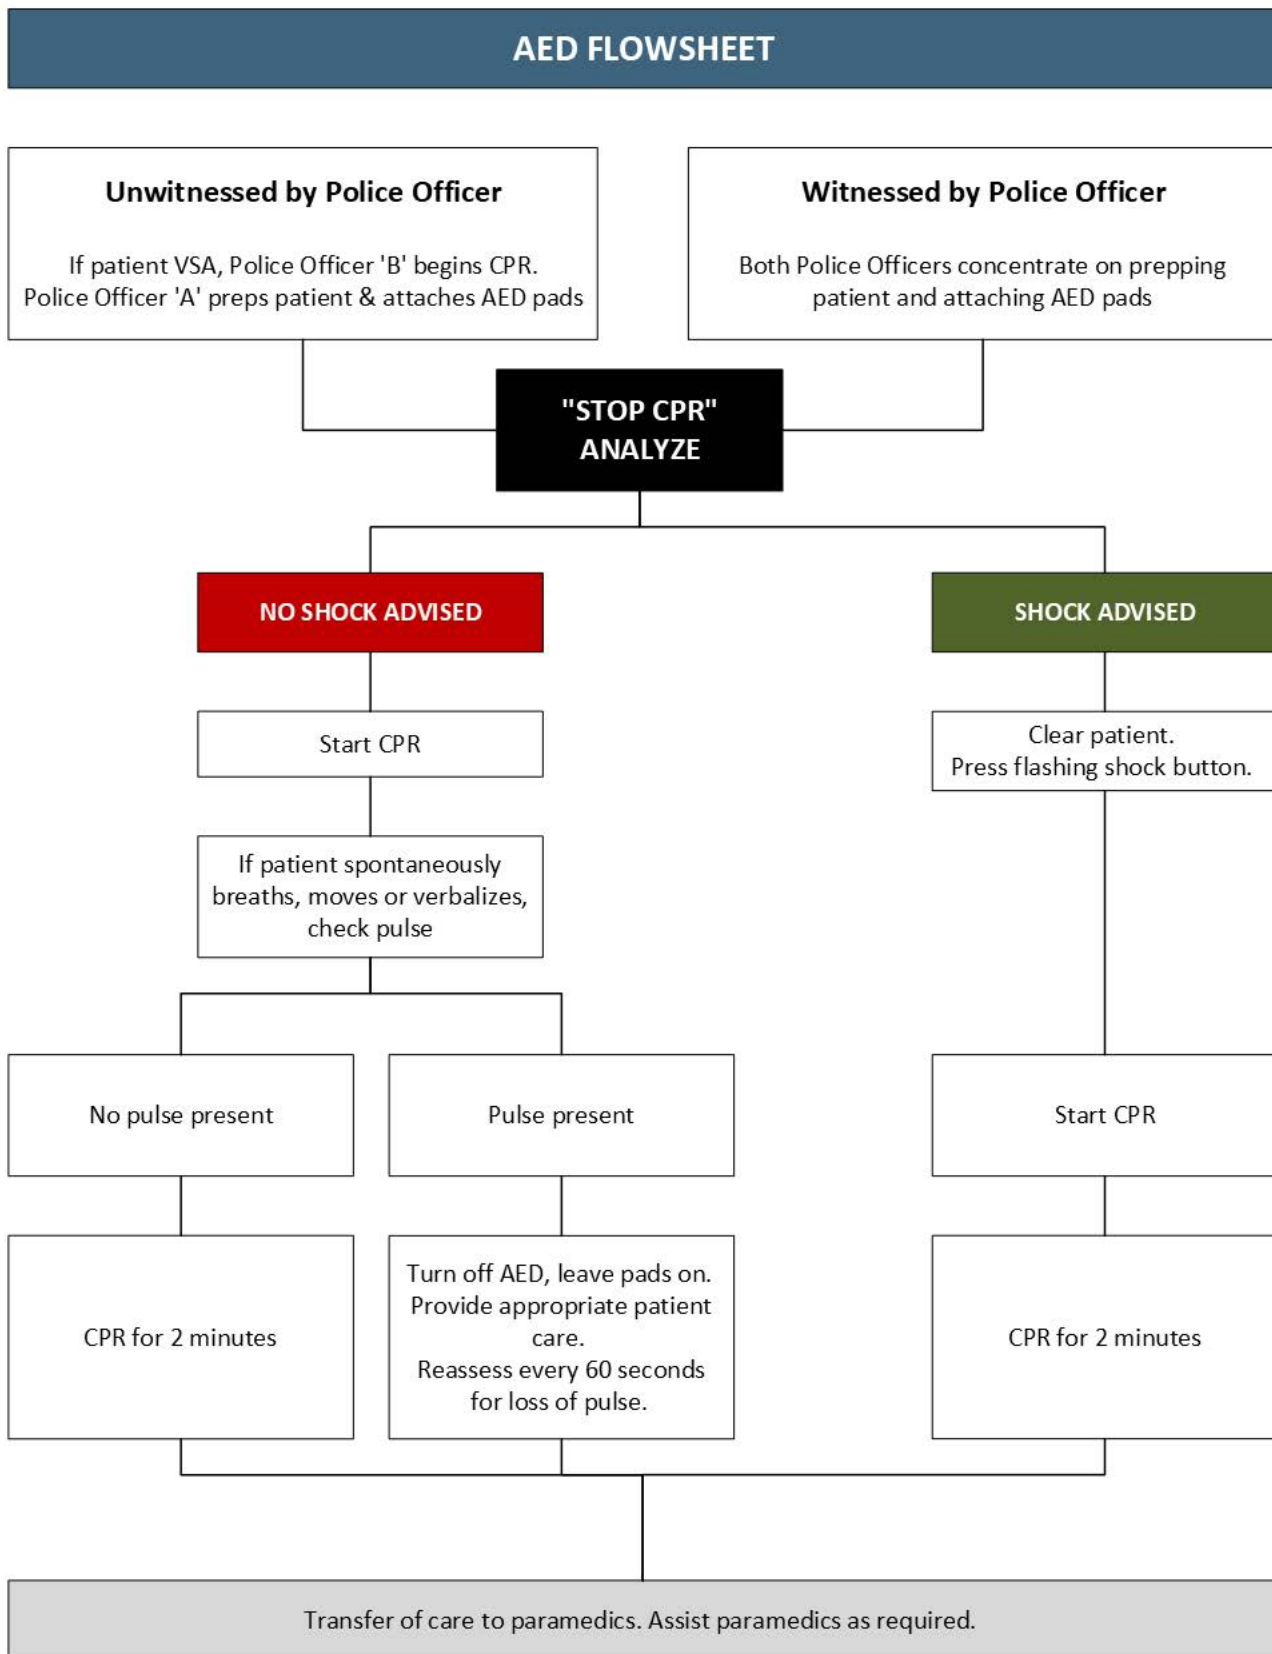 AED FLOWSHEET
Unwitnessed by Police Officer
If patient VSA, Police Officer 'B' begins CPR.
Police Officer 'A' preps patient & attaches AED pads
Witnessed by Police Officer
Both Police Officers concentrate on prepping
patient and attaching AED pads
"STOP CPR"
ANALYZE
NO SHOCK ADVISED
SHOCK ADVISED
Start CPR
Clear patient.
Press flashing shock button.
If patient spontaneously
breaths, moves or verbalizes,
check pulse
No pulse present
Pulse present
Start CPR
CPR for 2 minutes
Turn off AED, leave pads on.
Provide appropriate patient
care.
Reassess every 60 seconds
for loss of pulse.
CPR for 2 minutes
Transfer of care to paramedics. Assist paramedics as required.